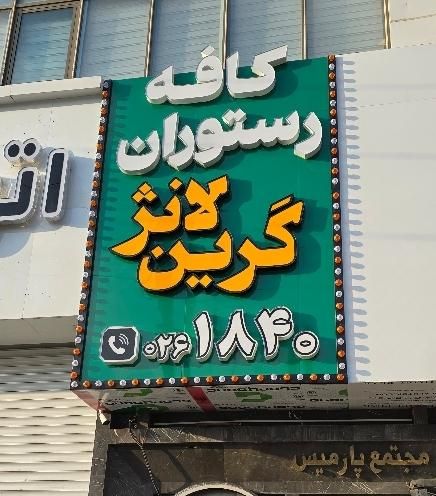 کافه
رستوران
گرین لانژ
۰۲۶ ۱۸۴۰
مجتمع پارمیس